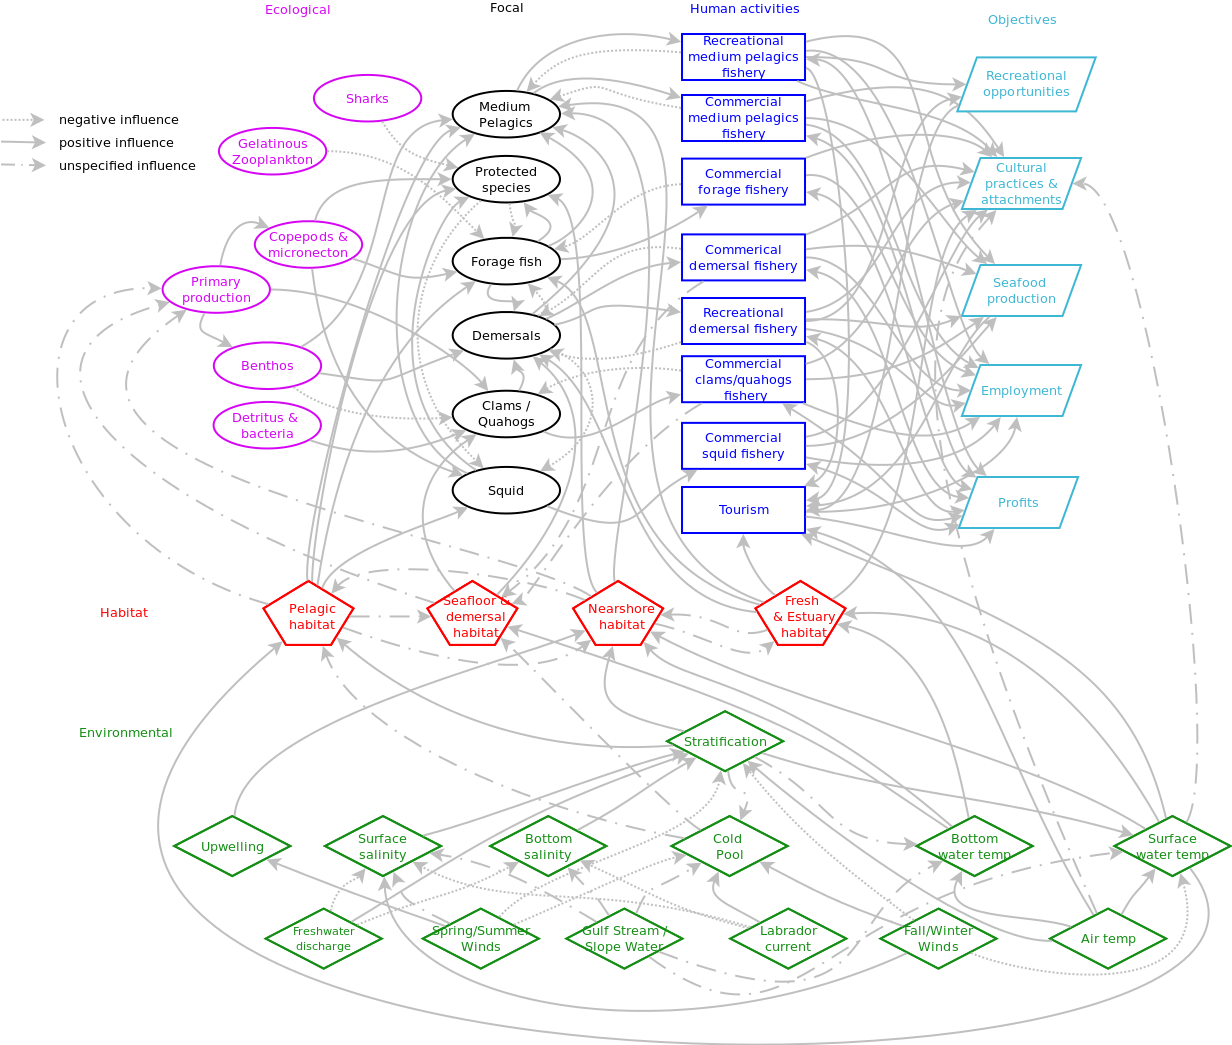 Ecological
Focal
Human activities
Objectives
negative influence
positive influence
unspecified influence
Sharks
Gelatinous
Zooplankton
Copepods &
micronecton
Primary
production
Benthos
Detritus &
bacteria
Medium
Pelagics
Protected
species
Forage fish
Demersals
Clams /
Quahogs
Squid
Recreational
medium pelagics
fishery
Commercial
medium pelagics
fishery
Commercial
forage fishery
Commerical
demersal fishery
Recreational
demersal fishery
Commercial
clams/quahogs
fishery
Commercial
squid fishery
Tourism
Recreational
opportunities
Cultural
practices &
attachments
Seafood
production
Employment
Profits
Habitat
Pelagic
habitat
Seafloor &
demersal
habitat
Nearshore
habitat
Fresh
& Estuary
habitat
Environmental
Stratification
Upwelling
Surface
salinity
Bottom
salinity
Cold
Pool
Bottom
water temp
Surface
water temp
Freshwater
discharge
Spring/Summer
Winds
Gulf Stream /
Slope Water
Labrador
current
Fall/Winter
Winds
Air temp